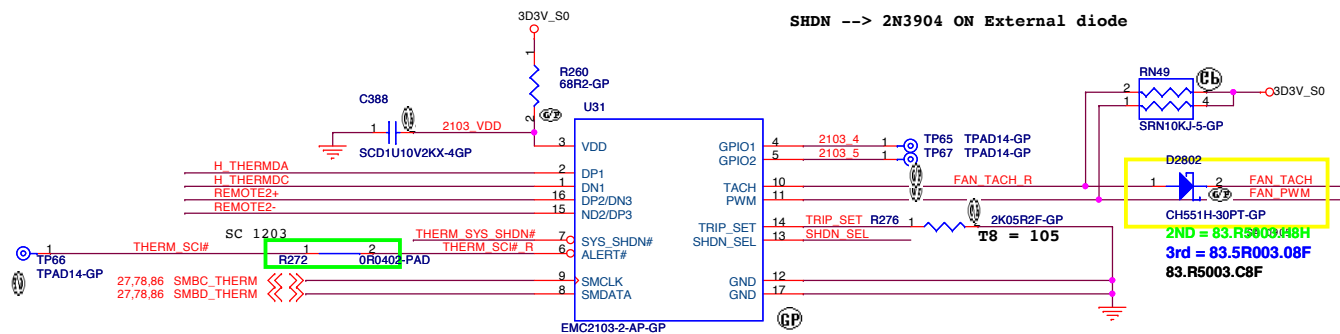 SHDN --> 2N3904 ON External diode
3D3V_S0
1
R260
68R2-GP
2
C388
1
2103_VDD
SCD1U10V2KX-4GP
U31
RN49
2
1
4
3D3V_S0
SRN10KJ-5-GP
3 VDD
GPIO1 4 2103_4 1 TP65 TPAD14-GP
GPIO2 5 2103_5 1 TP67 TPAD14-GP
H_THERMDA 2 DP1
H_THERMDC 1 DN1
REMOTE2+ 16 DP2/DN3
REMOTE2- 15 ND2/DP3
TACH 10 FAN_TACH_R
PWM 11
D2802
1 2 FAN_TACH
FAN_PWM
CH551H-30PT-GP
3rd = 83.5R003.08F
83.R5003.C8F
TRIP_SET 14 TRIP_SET R276 1 2K05R2F-GP
SHDN_SEL 13 SHDN_SEL
T8 = 105
SC 1203
THERM_SYS_SHDN# 7 SYS_SHDN#
1 THERM_SCI# 1 2 THERM_SCI#_R 6 ALERT#
TP66
TPAD14-GP
R272 0R0402-PAD
27,78,86 SMBC_THERM 9 SMCLK
27,78,86 SMBD_THERM 8 SMDATA
GND 12
GND 17
EMC2103-2-AP-GP
GP